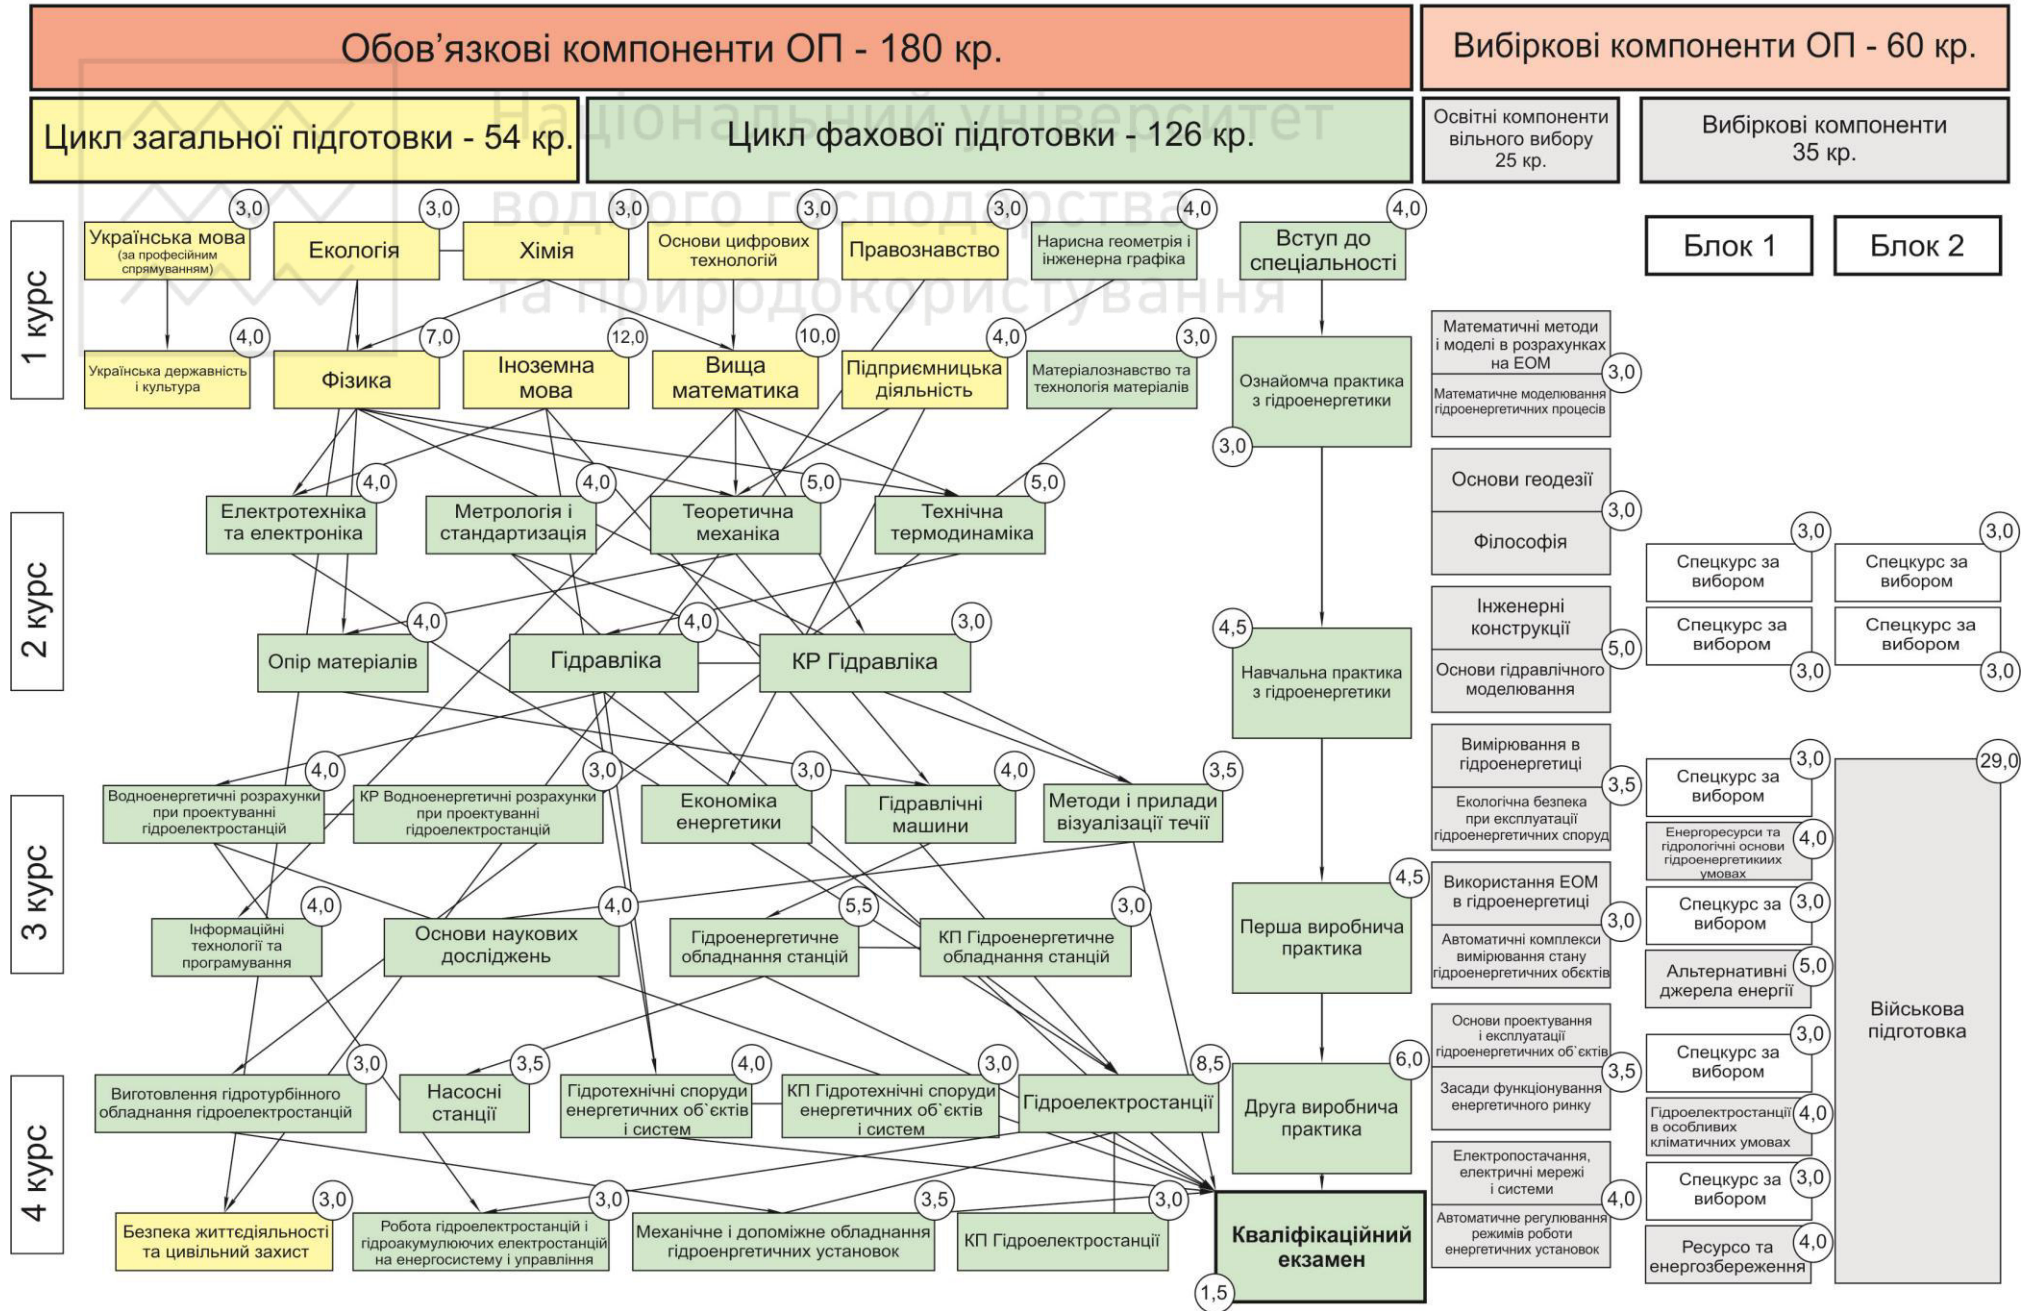 Обов’язкові компоненти ОП - 180 кр.
Вибіркові компоненти ОП - 60 кр.
Цикл загальної підготовки - 54 кр.
Цикл фахової підготовки - 126 кр.
Освітні компоненти
вільного вибору
25 кр.
Вибіркові компоненти
35 кр.
Національний університет
водного господарства
та природокористування
1 курс
Українська мова
(за професійним
спрямуванням)
3,0
Екологія
3,0
Хімія
3,0
Основи цифрових
технологій
3,0
Правознавство
3,0
Нарисна геометрія і
інженерна графіка
4,0
Вступ до
спеціальності
4,0
Блок 1
Блок 2
Українська державність
і культура
4,0
Фізика
7,0
Іноземна
мова
12,0
Вища
математика
10,0
Підприємницька
діяльність
4,0
Матеріалознавство та
технологія матеріалів
3,0
Ознайомча практика
з гідроенергетики
3,0
Математичні методи
і моделі в розрахунках
на ЕОМ
Математичне моделювання
гідроенергетичних процесів
3,0
2 курс
Електротехніка
та електроніка
4,0
Метрологія і
стандартизація
4,0
Теоретична
механіка
5,0
Технічна
термодинаміка
5,0
Основи геодезії
Філософія
3,0
Спецкурс за
вибором
3,0
Спецкурс за
вибором
3,0
Опір матеріалів
4,0
Гідравліка
4,0
КР Гідравліка
3,0
Навчальна практика
з гідроенергетики
4,5
Інженерні
конструкції
Основи гідравлічного
моделювання
5,0
Спецкурс за
вибором
3,0
Спецкурс за
вибором
3,0
3 курс
Водноенергетичні розрахунки
при проектуванні
гідроелектростанцій
4,0
КР Водноенергетичні розрахунки
при проектуванні
гідроелектростанцій
3,0
Економіка
енергетики
3,0
Гідравлічні
машини
4,0
Методи і прилади
візуалізації течії
3,5
Вимірювання в
гідроенергетиці
Екологічна безпека
при експлуатації
гідроенергетичних споруд
3,5
Спецкурс за
вибором
3,0
Енергоресурси та
гідрологічні основи
гідроенергетикиих
умовах
4,0
Військова
підготовка
29,0
Інформаційні
технології та
програмування
4,0
Основи наукових
досліджень
4,0
Гідроенергетичне
обладнання станцій
5,5
КП Гідроенергетичне
обладнання станцій
3,0
Перша виробнича
практика
4,5
Використання ЕОМ
в гідроенергетиці
Автоматичні комплекси
вимірювання стану
гідроенергетичних обєктів
3,0
Спецкурс за
вибором
3,0
Альтернативні
джерела енергії
5,0
4 курс
Виготовлення гідротурбінного
обладнання гідроелектростанцій
3,0
Насосні
станції
3,5
Гідротехнічні споруди
енергетичних об`єктів
і систем
4,0
КП Гідротехнічні споруди
енергетичних об`єктів
і систем
3,0
Гідроелектростанції
8,5
Друга виробнича
практика
6,0
Основи проектування
і експлуатації
гідроенергетичних об`єктів
Засади функціонування
енергетичного ринку
3,5
Спецкурс за
вибором
3,0
Гідроелектростанції
в особливих
кліматичних умовах
4,0
Безпека життєдіяльності
та цивільний захист
3,0
Робота гідроелектростанцій і
гідроакумулюючих електростанцій
на енергосистему і управління
3,0
Механічне і допоміжне обладнання
гідроенргетичних установок
3,5
КП Гідроелектростанції
3,0
Кваліфікаційний
екзамен
1,5
Електропостачання,
електричні мережі
і системи
Автоматичне регулювання
режимів роботи
енергетичних установок
4,0
Спецкурс за
вибором
3,0
Ресурсо та
енергозбереження
4,0